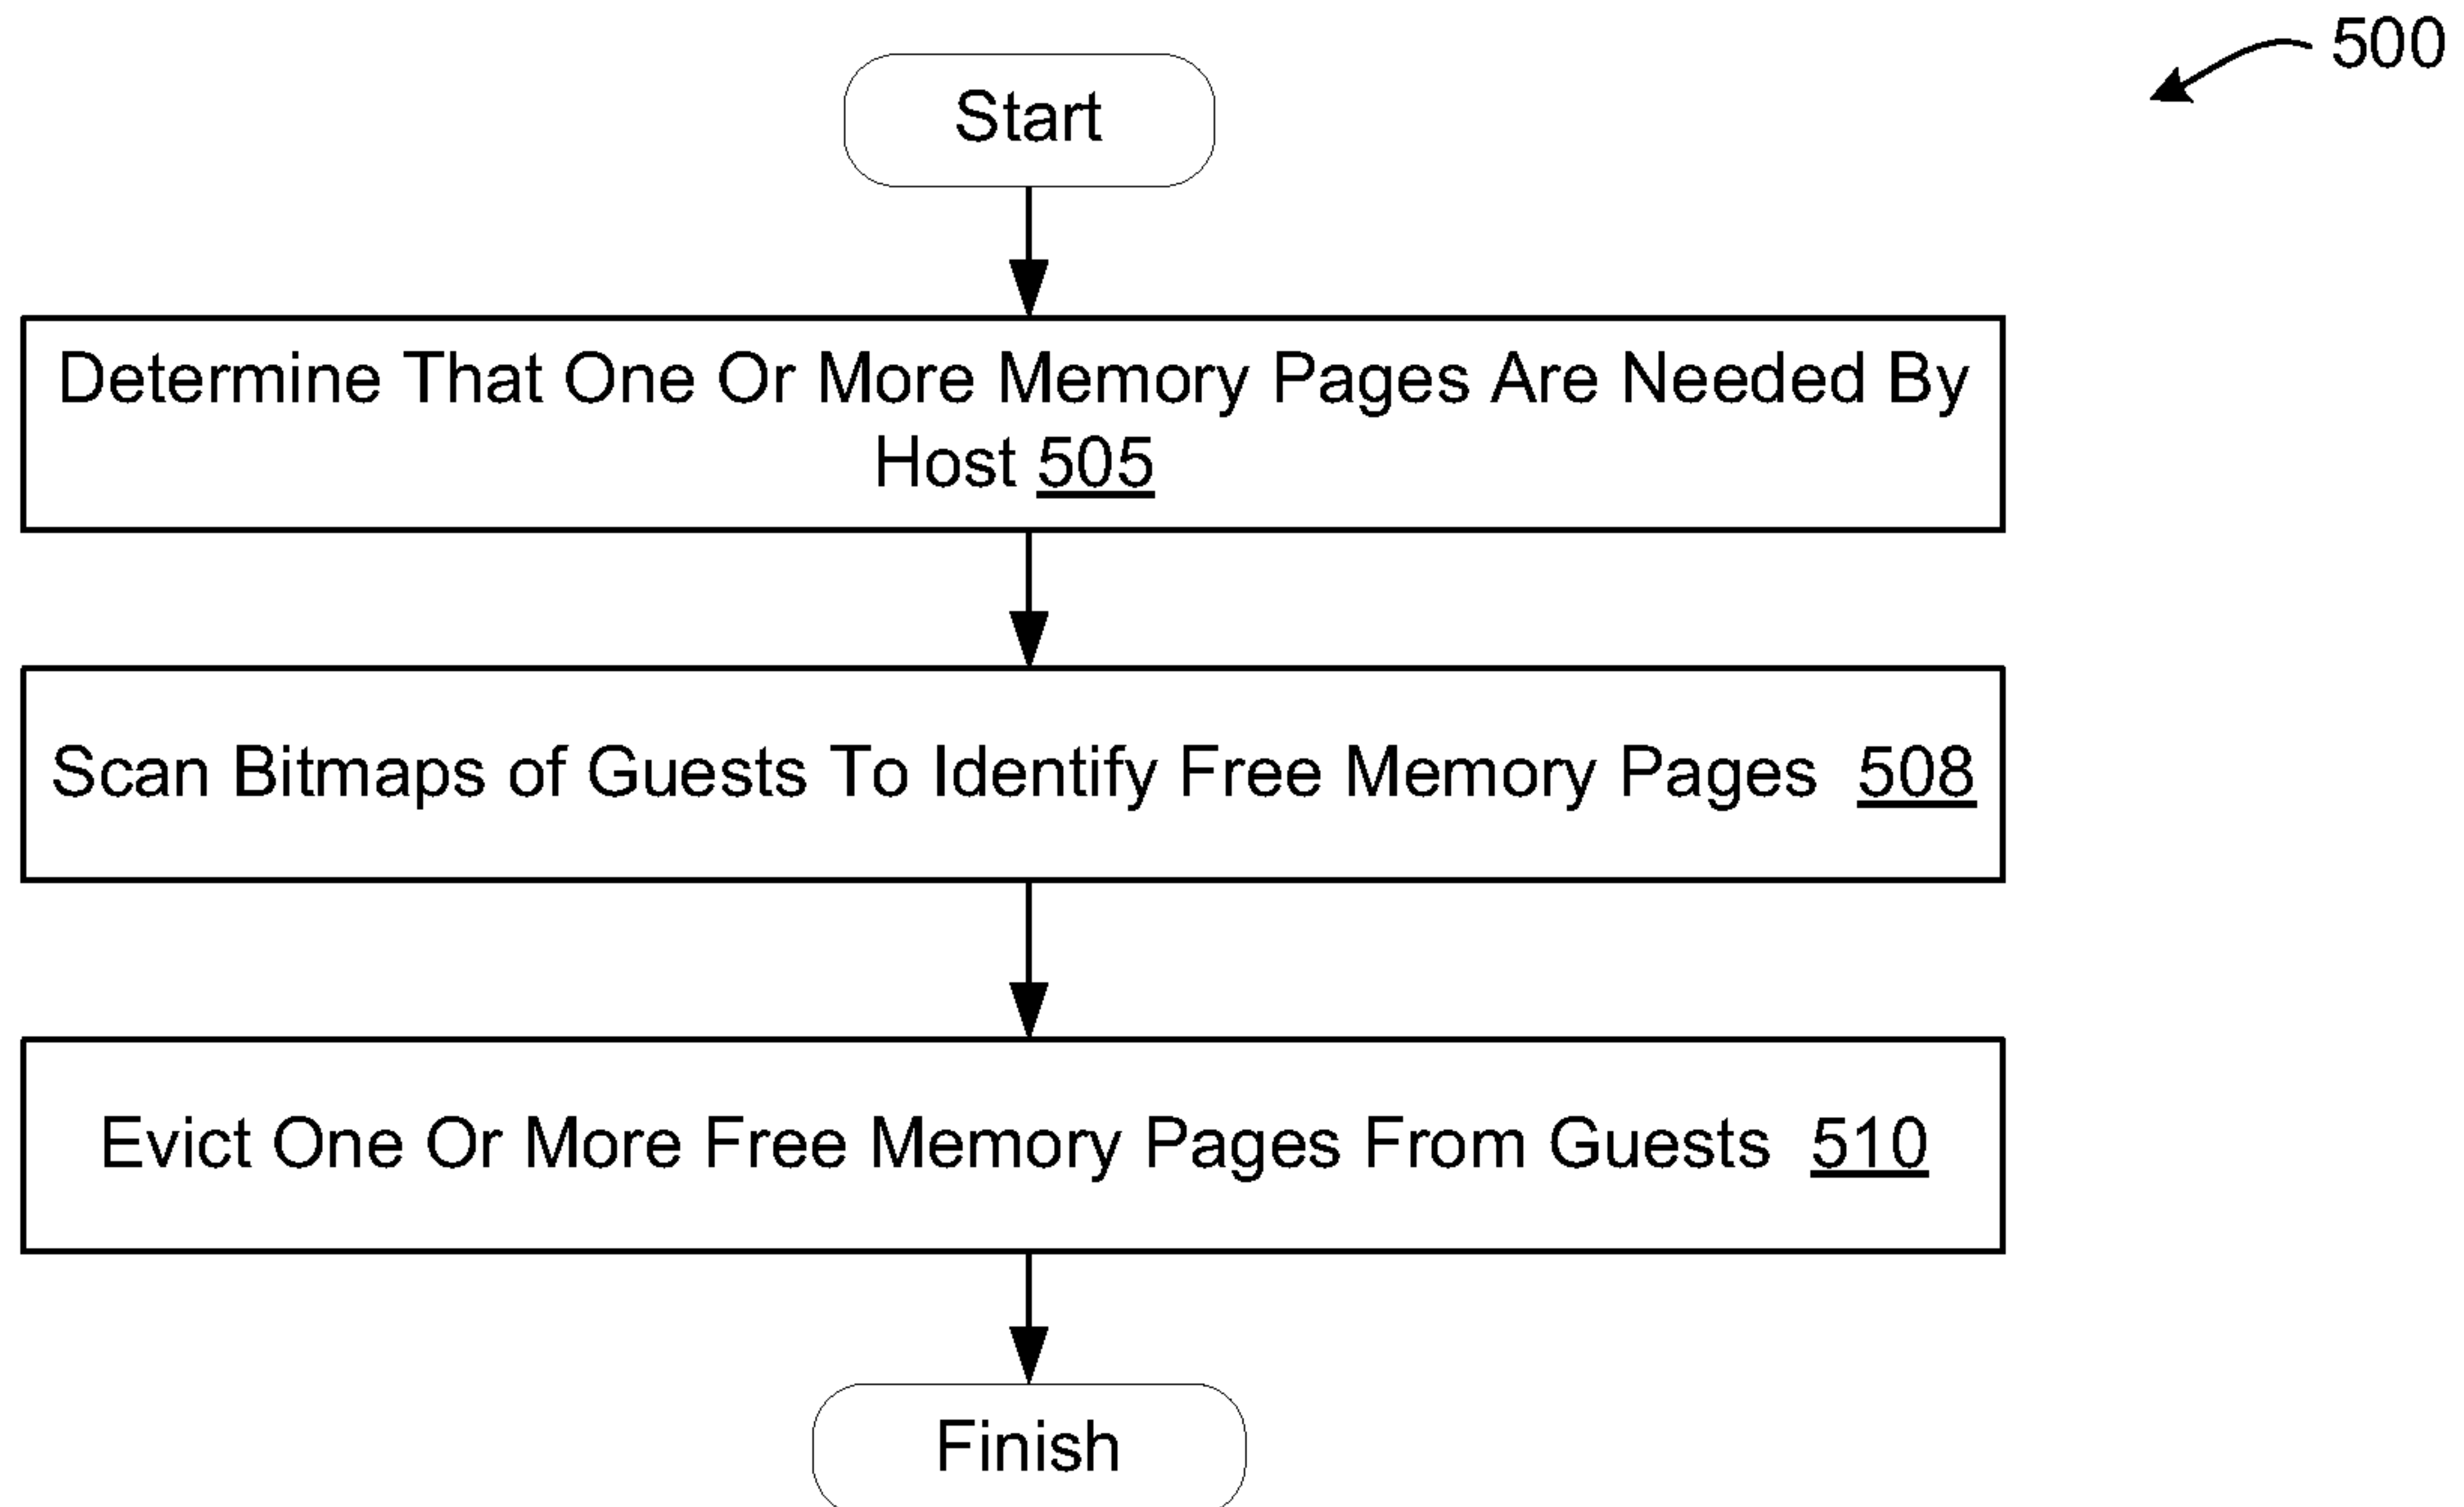 500
Start
Determine That One Or More Memory Pages Are Needed By
Host 505
Scan Bitmaps of Guests To Identify Free Memory Pages 508
Evict One Or More Free Memory Pages From Guests 510
Finish